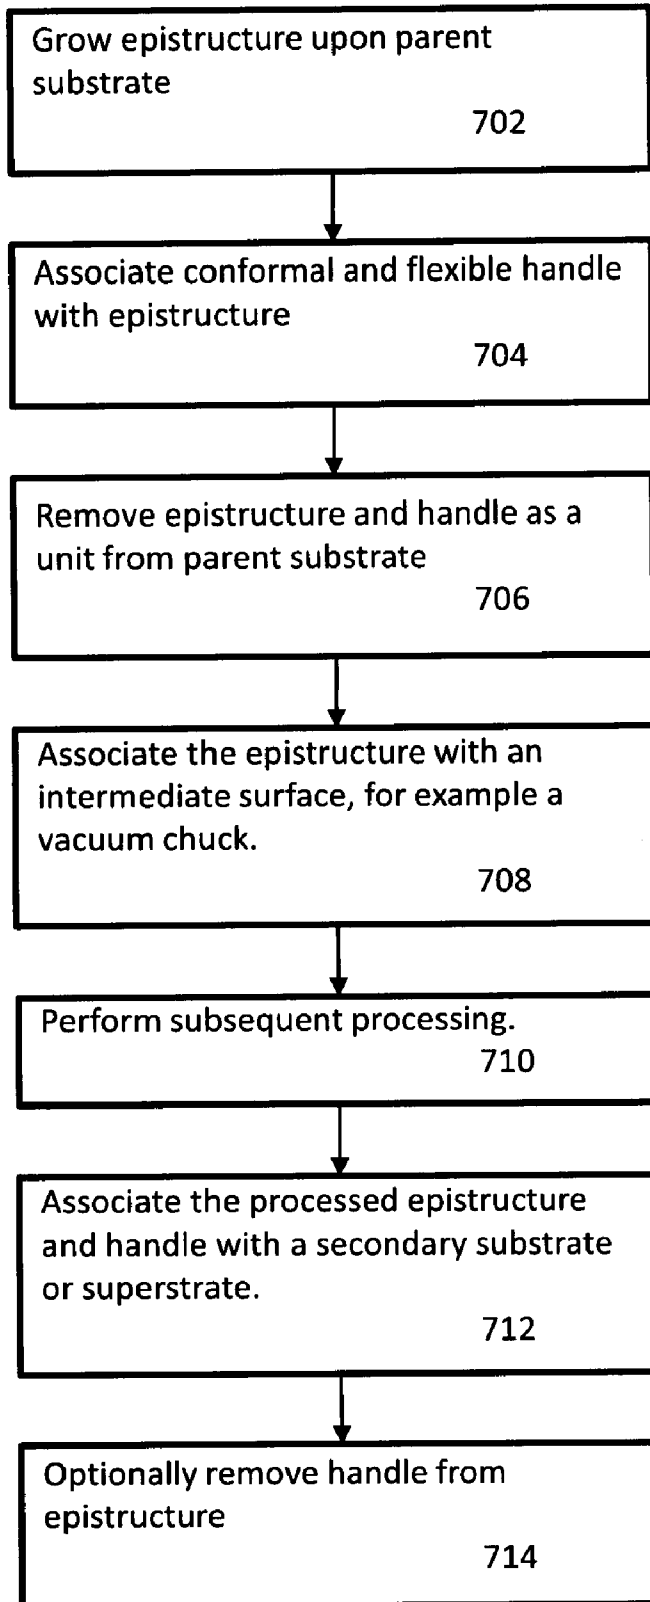 Grow epistructure upon parent
substrate
702
Associate conformal and flexible handle
with epistructure
704
Remove epistructure and handle as a
unit from parent substrate
706
Associate the epistructure with an
intermediate surface, for example a
vacuum chuck.
708
Perform subsequent processing.
710
Associate the processed epistructure
and handle with a secondary substrate
or superstrate.
712
Optionally remove handle from
epistructure
714